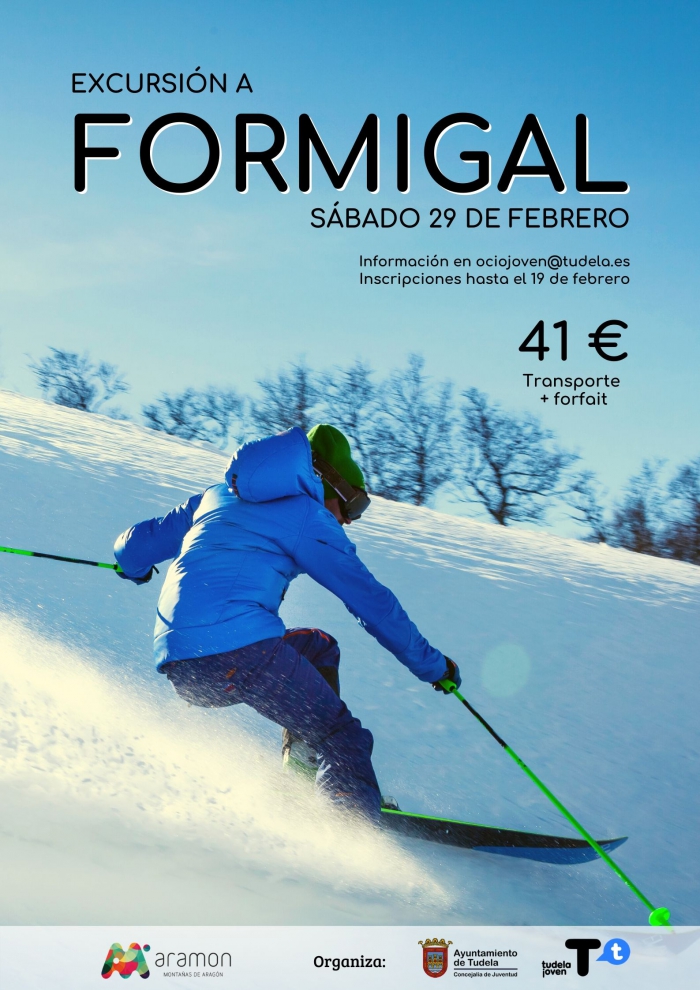 EXCURSIÓN A
FORMIGAL
SÁBADO 29 DE FEBRERO
Información en ociojoven@tudela.es
Inscripciones hasta el 19 de febrero
41 €
Transporte
+ forfait
aramon
MONTAÑAS DE ARAGÓN
Organiza:
Ayuntamiento
de Tudela
Concejalía de Juventud
tudela
joven
T
t